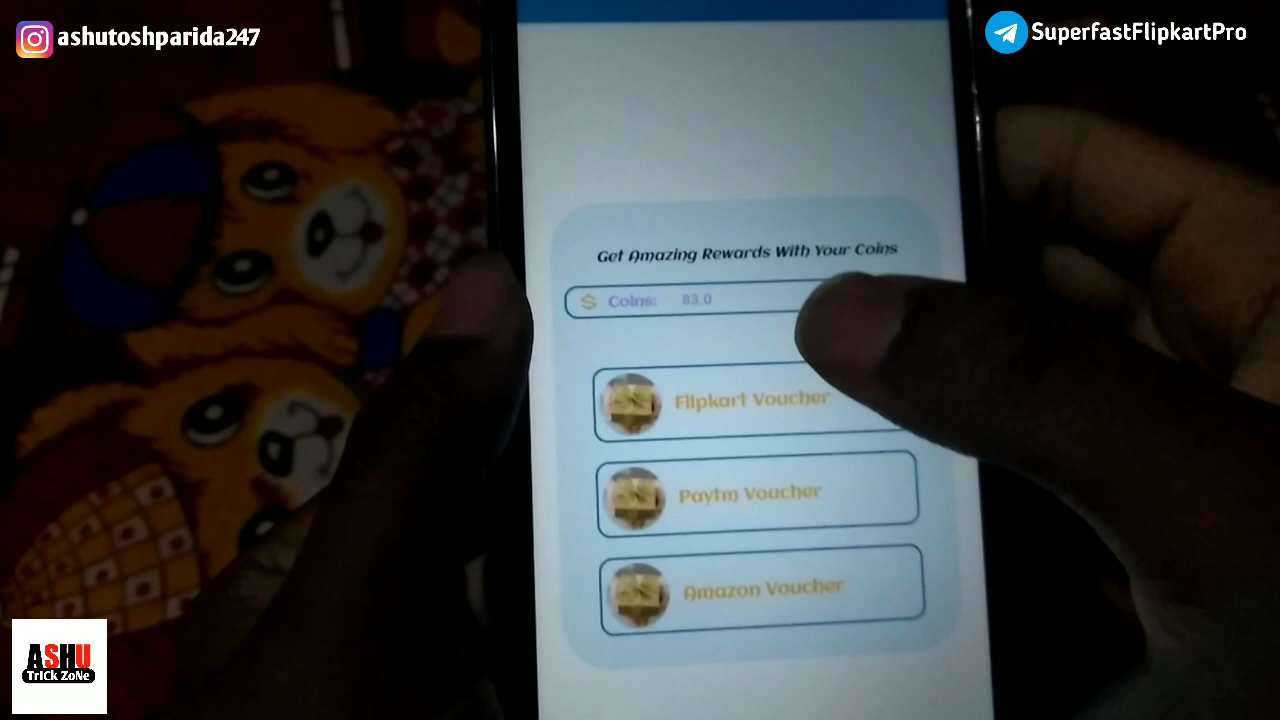 ashutoshparida247
SuperfastFlipkartPro
Get Amazing Rewards With Your Coins
$ Coins: 83.0
Flipkart Voucher
Paytm Voucher
Amazon Voucher
ASHU
TrICK ZoNe